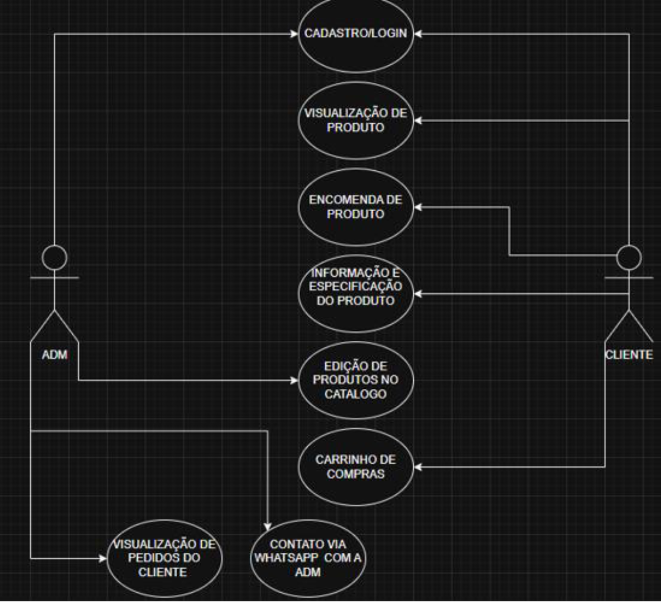 CADASTRO/LOGIN
VISUALIZAÇÃO DE
PRODUTO
ENCOMENDA DE
PRODUTO
INFORMAÇÃO E
ESPECIFICAÇÃO
DO PRODUTO
ADM
CLIENTE
EDIÇÃO DE
PRODUTOS NO
CATALOGO
CARRINHO DE
COMPRAS
VISUALIZAÇÃO DE
PEDIDOS DO
CLIENTE
CONTATO VIA
WHATSAPP COM A
ADM